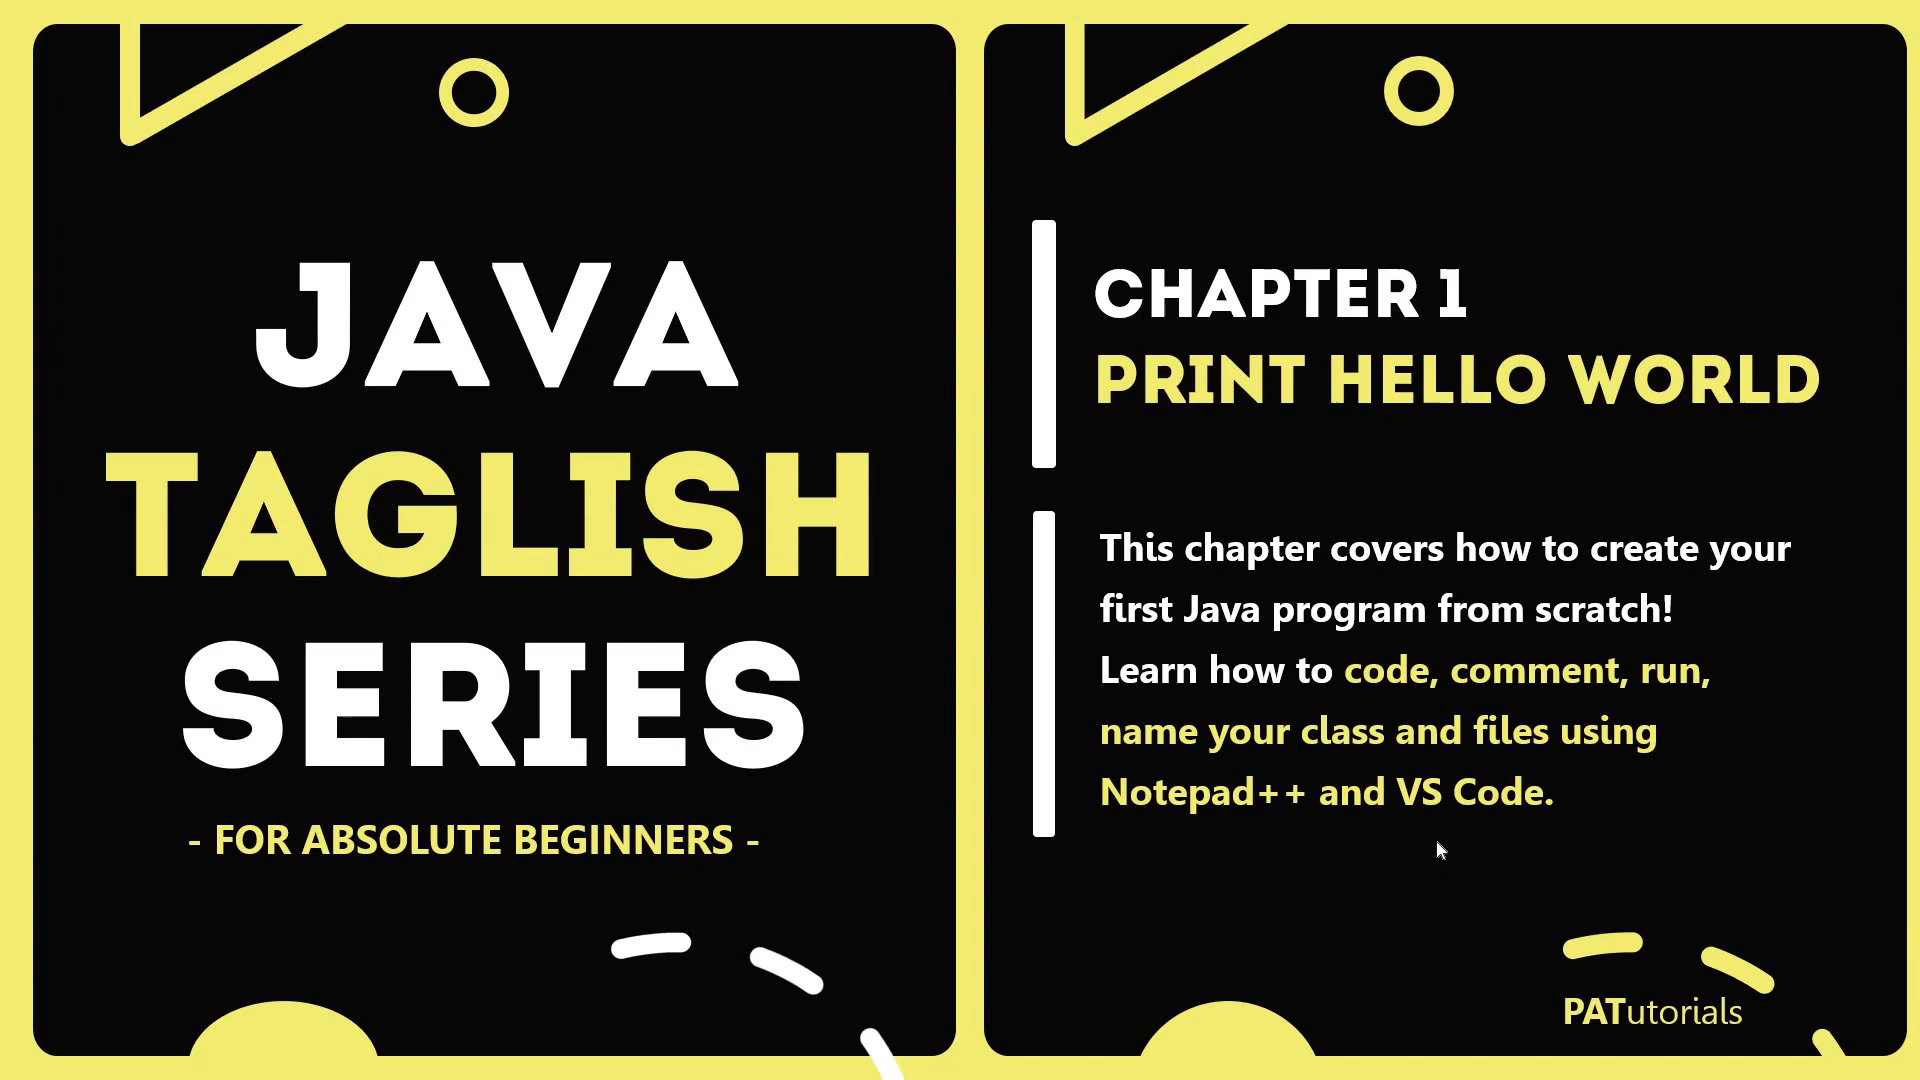 JAVA
TAGLISH
SERIES
- FOR ABSOLUTE BEGINNERS -
CHAPTER 1
PRINT HELLO WORLD
This chapter covers how to create your
first Java program from scratch!
Learn how to code, comment, run,
name your class and files using
Notepad++ and VS Code.
PATutorials